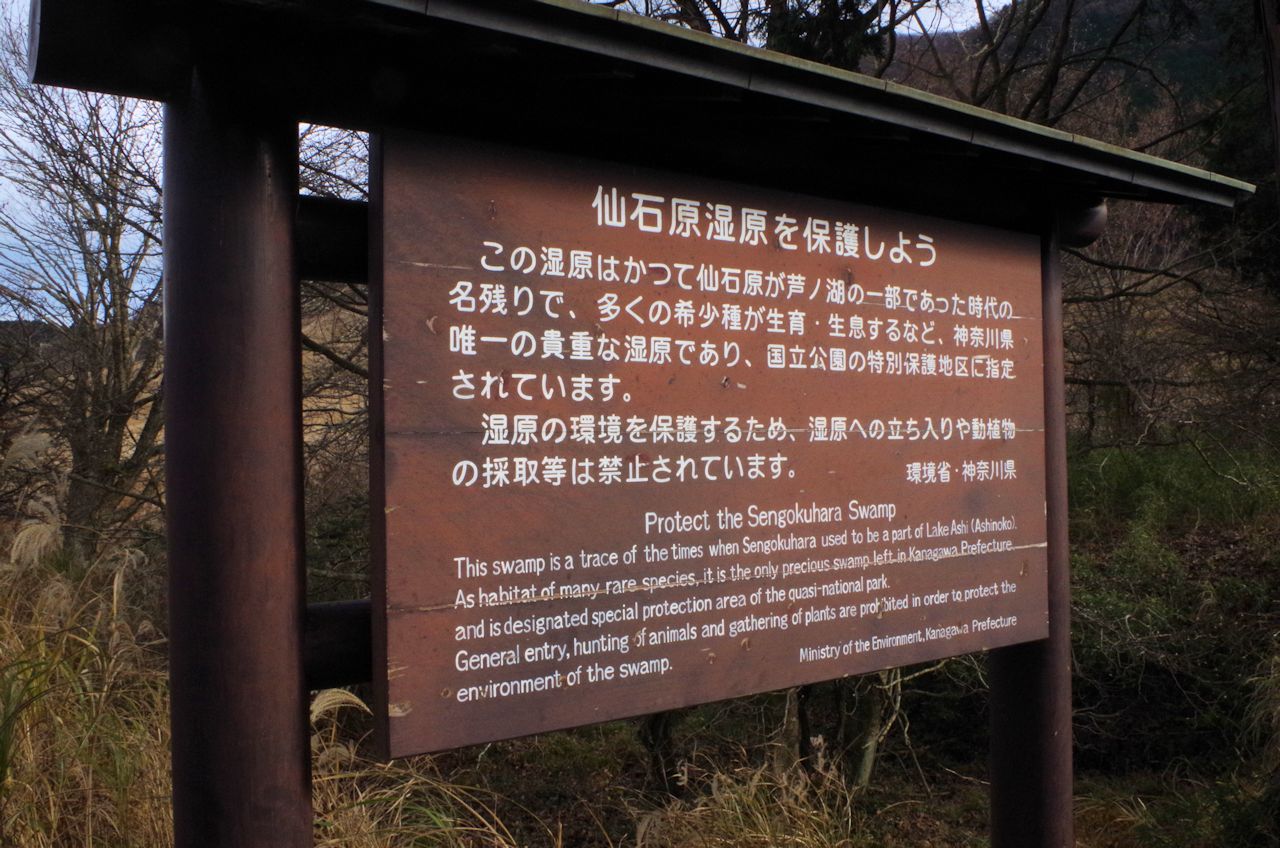 仙石原湿原を保護しよう
この湿原はかつて仙石原が芦ノ湖の一部であった時代の
名残りで、多くの希少種が生育・生息するなど、神奈川県
唯一の貴重な湿原であり、国立公園の特別保護地区に指定
されています。
湿原の環境を保護するため、湿原への立ち入りや動植物
の採取等は禁止されています。
環境省・神奈川県
Protect the Sengokuhara Swamp
This swamp is a trace of the times when Sengokuhara used to be a part of Lake Ashi (Ashinoko).
As habitat of many rare species, it is the only precious swamp left in Kanagawa Prefecture
and is designated special protection area of the quasi-national park.
General entry, hunting of animals and gathering of plants are prohibited in order to protect the
environment of the swamp.
Ministry of the Environment, Kanagawa Prefecture